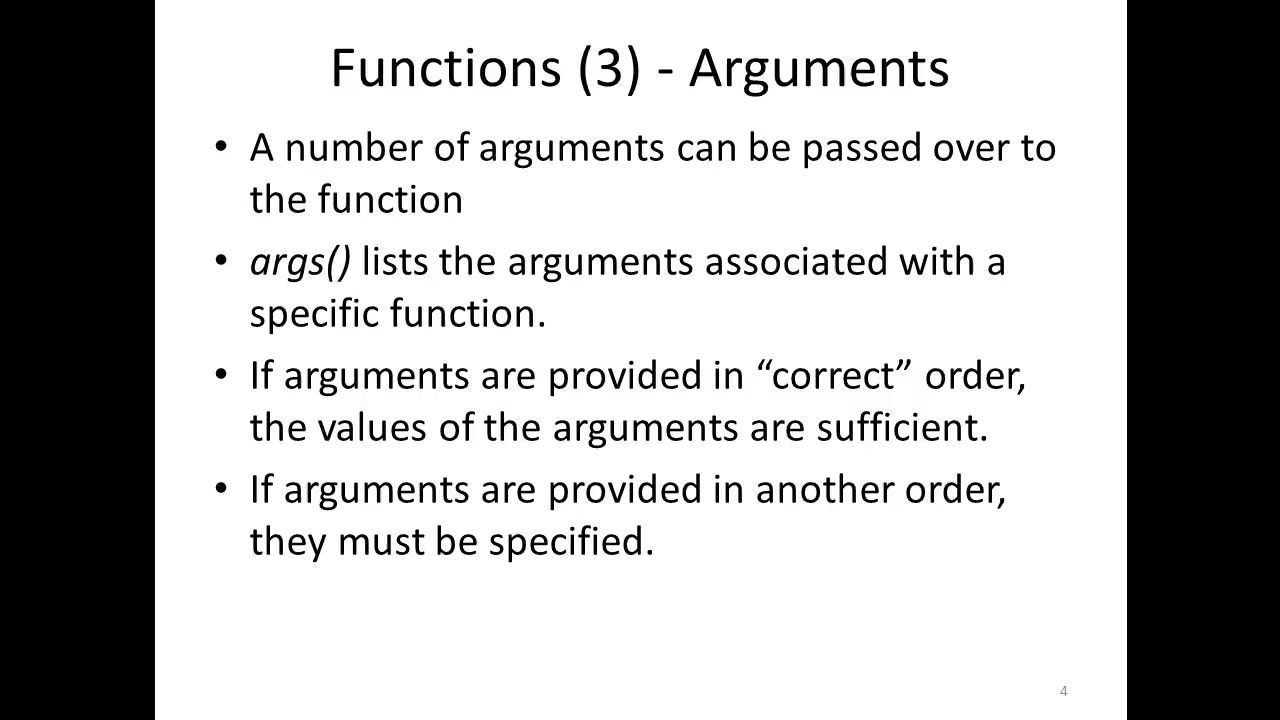 Functions (3) - Arguments
• A number of arguments can be passed over to
the function
• args() lists the arguments associated with a
specific function.
• If arguments are provided in “correct” order,
the values of the arguments are sufficient.
• If arguments are provided in another order,
they must be specified.
4